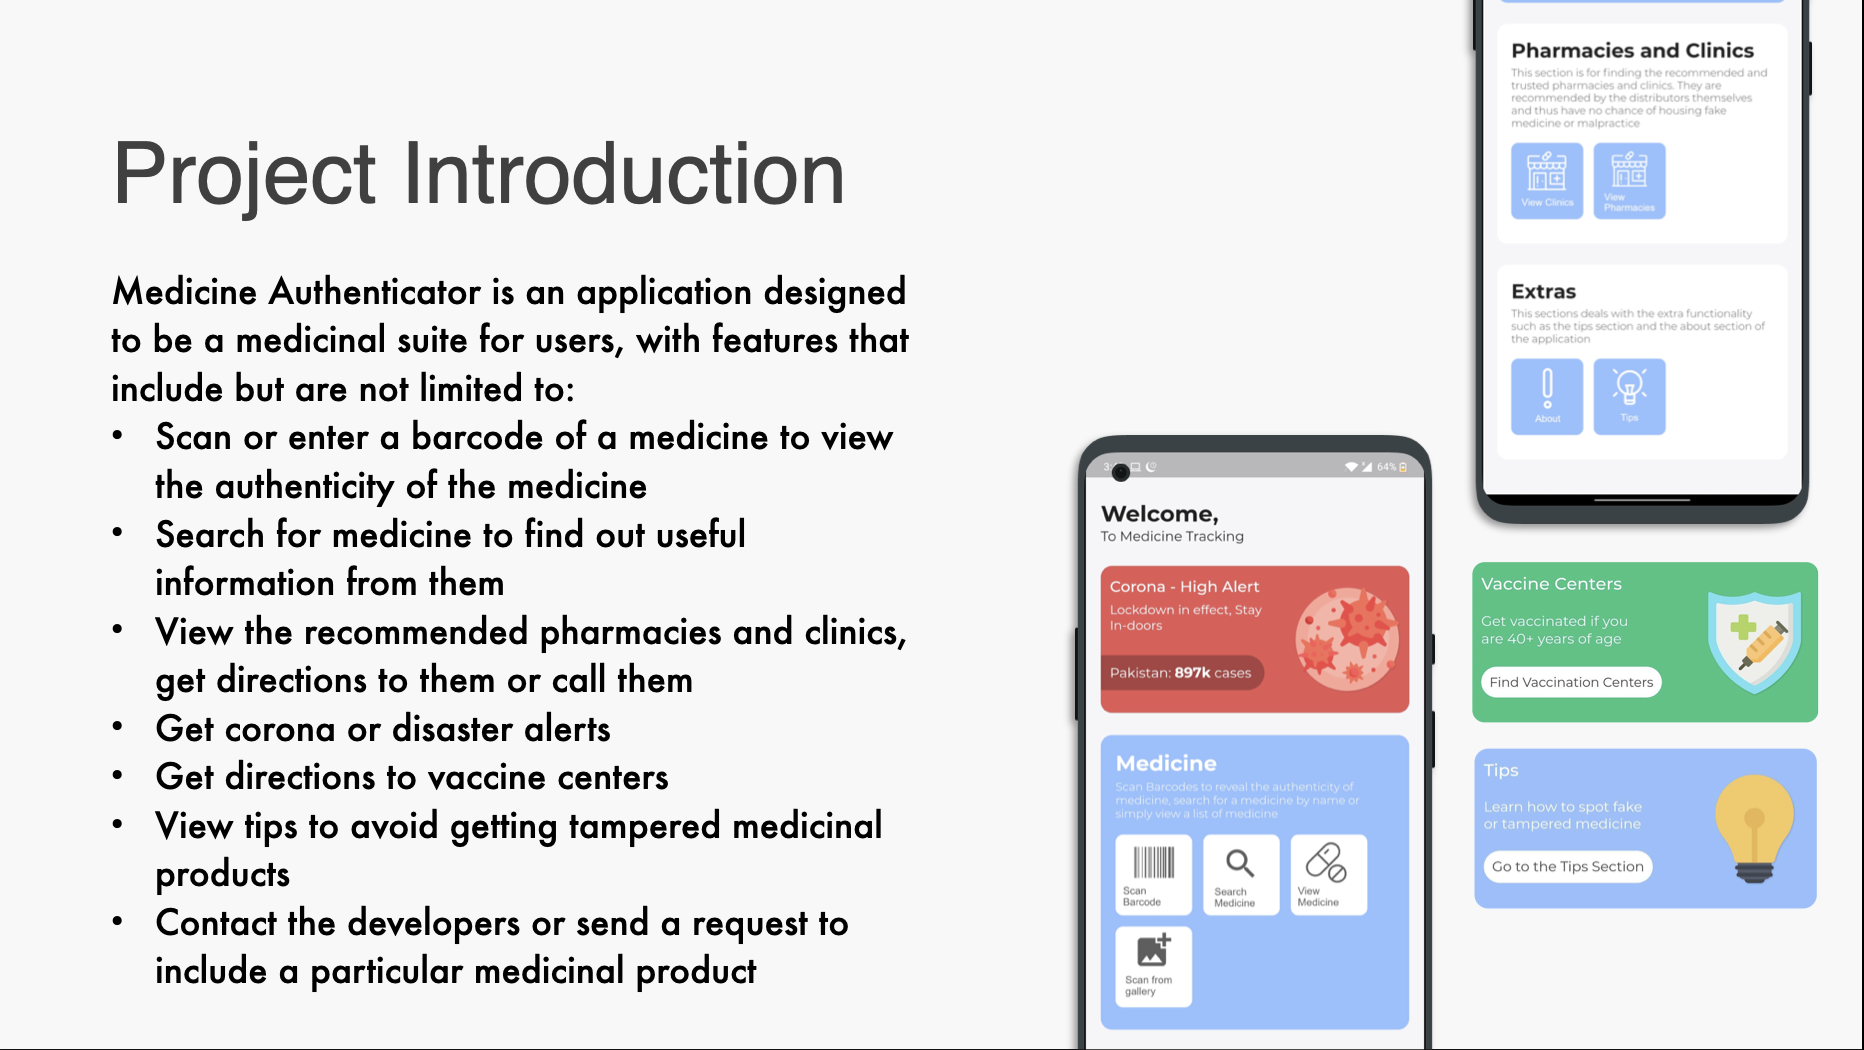 Project Introduction
Medicine Authenticator is an application designed
to be a medicinal suite for users, with features that
include but are not limited to:
• Scan or enter a barcode of a medicine to view
the authenticity of the medicine
• Search for medicine to find out useful
information from them
• View the recommended pharmacies and clinics,
get directions to them or call them
• Get corona or disaster alerts
• Get directions to vaccine centers
• View tips to avoid getting tampered medicinal
products
• Contact the developers or send a request to
include a particular medicinal product
64%
Welcome,
To Medicine Tracking
Corona - High Alert
Lockdown in effect, Stay
In-doors
Pakistan: 897k cases
Medicine
Scan Barcodes to reveal the authenticity of
medicine, search for a medicine by name or
simply view a list of medicine
Scan
Barcode
Search
Medicine
View
Medicine
Scan from
gallery
Pharmacies and Clinics
This section is for finding the recommended and
trusted pharmacies and clinics. They are
recommended by the distributors themselves
and thus have no chance of housing fake
medicine or malpractice
View Clinics
View
Pharmacies
Extras
This sections deals with the extra functionality
such as the tips section and the about section of
the application
About
Tips
Vaccine Centers
Get vaccinated if you
are 40+ years of age
Find Vaccination Centers
Tips
Learn how to spot fake
or tampered medicine
Go to the Tips Section